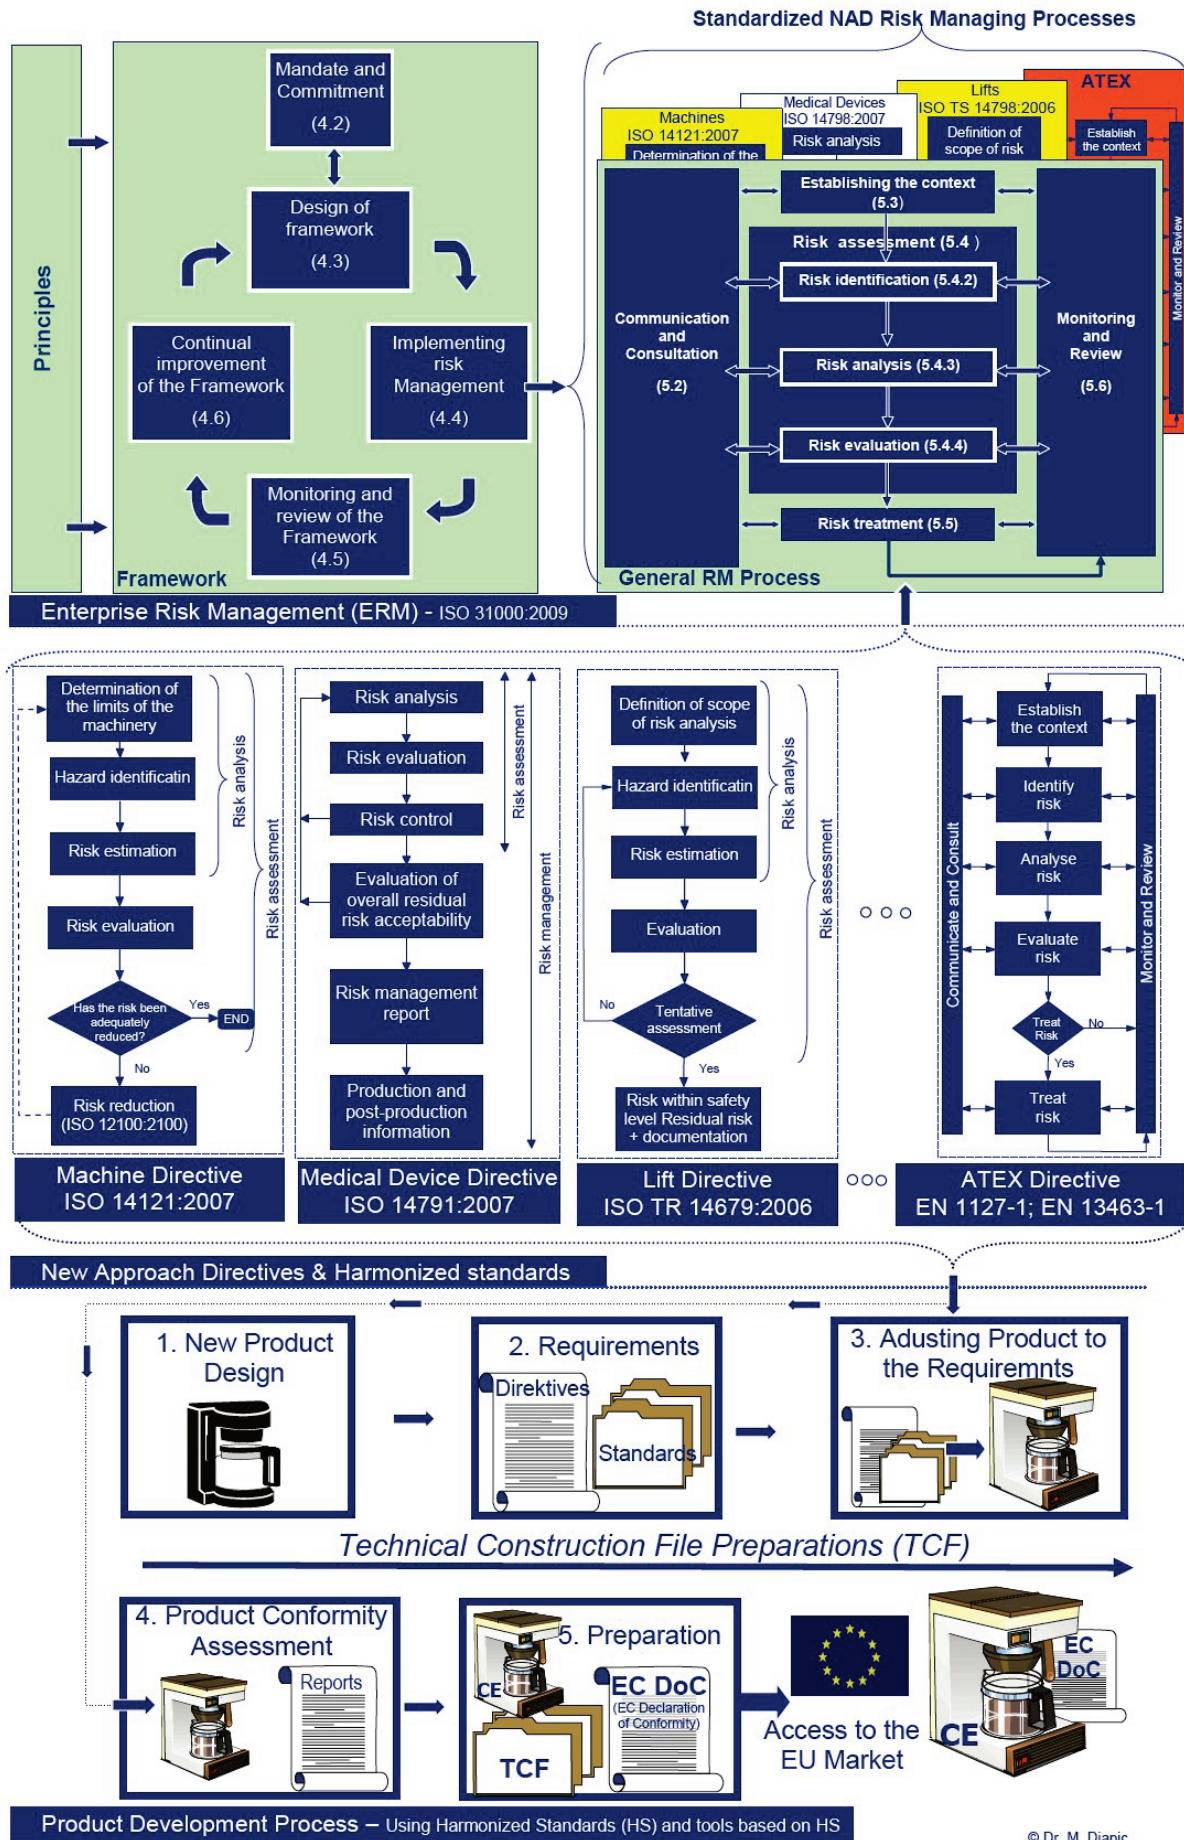 Standardized NAD Risk Managing Processes
Principles
Mandate and
Commitment
(4.2)
Design of
framework
(4.3)
Continual
improvement
of the Framework
(4.6)
Implementing
risk
Management
(4.4)
Monitoring and
review of the
Framework
(4.5)
Framework
ATEX
Establish
the context
Monitor and Review
Lifts
ISO TS 14798:2006
Definition of
scope of risk
Medical Devices
ISO 14798:2007
Risk analysis
Machines
ISO 14121:2007
Determination of the
Communication
and
Consultation
(5.2)
Establishing the context
(5.3)
Risk assessment (5.4 )
Risk identification (5.4.2)
Risk analysis (5.4.3)
Risk evaluation (5.4.4)
Risk treatment (5.5)
Monitoring
and
Review
(5.6)
General RM Process
Enterprise Risk Management (ERM) - ISO 31000:2009
Determination of
the limits of the
machinery
Hazard identificatin
Risk estimation
Risk evaluation
Has the risk been
adequately
reduced?
Yes
END
No
Risk reduction
(ISO 12100:2100)
Risk analysis
Risk assessment
Machine Directive
ISO 14121:2007
Risk analysis
Risk evaluation
Risk control
Evaluation of
overall residual
risk acceptability
Risk management
report
Production and
post-production
information
Risk assessment
Risk management
Medical Device Directive
ISO 14791:2007
Definition of scope
of risk analysis
Hazard identificatin
Risk estimation
Evaluation
No
Tentative
assessment
Yes
Risk within safety
level Residual risk
+ documentation
Risk analysis
Risk assessment
Lift Directive
ISO TR 14679:2006
Communicate and Consult
Establish
the context
Identify
risk
Analyse
risk
Evaluate
risk
Treat
Risk
No
Yes
Treat
risk
Monitor and Review
ATEX Directive
EN 1127-1; EN 13463-1
New Approach Directives & Harmonized standards
1. New Product
Design
2. Requirements
Direktives
Standards
3. Adusting Product to
the Requiremnts
Technical Construction File Preparations (TCF)
4. Product Conformity
Assessment
Reports
5. Preparation
CE
TCF
EC DoC
(EC Declaration
of Conformity)
Access to the
EU Market
CE
EC
DoC
Product Development Process – Using Harmonized Standards (HS) and tools based on HS
© Dr. M. Djapic